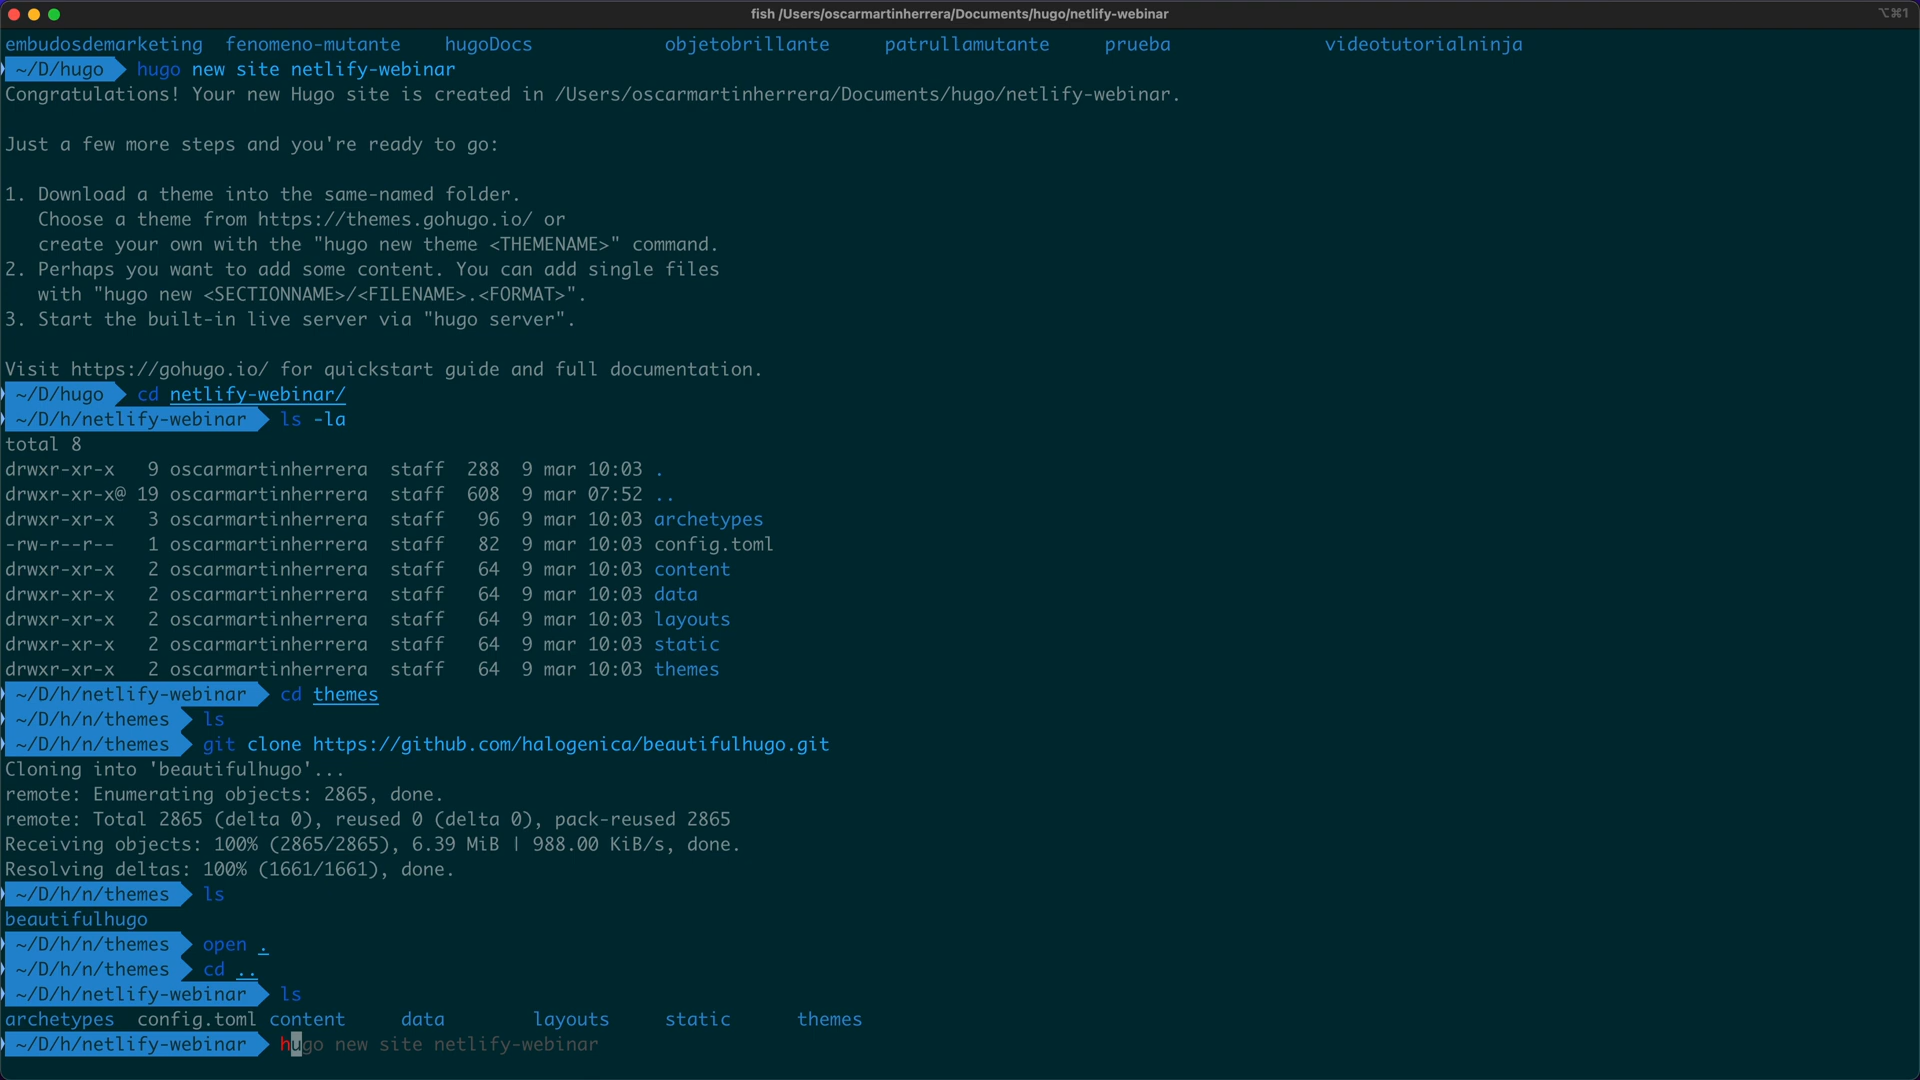 fish /Users/oscarmartinherrera/Documents/hugo/netlify-webinar
⌥⌘1
embudosdemarketing fenomeno-mutante hugoDocs objetobrillante patrullamutante prueba videotutorialninja
~/D/hugo hugo new site netlify-webinar
Congratulations! Your new Hugo site is created in /Users/oscarmartinherrera/Documents/hugo/netlify-webinar.
Just a few more steps and you're ready to go:
1. Download a theme into the same-named folder.
Choose a theme from https://themes.gohugo.io/ or
create your own with the "hugo new theme <THEMENAME>" command.
2. Perhaps you want to add some content. You can add single files
with "hugo new <SECTIONNAME>/<FILENAME>.<FORMAT>".
3. Start the built-in live server via "hugo server".
Visit https://gohugo.io/ for quickstart guide and full documentation.
~/D/hugo cd netlify-webinar/
~/D/h/netlify-webinar ls -la
total 8
drwxr-xr-x 9 oscarmartinherrera staff 288 9 mar 10:03 .
drwxr-xr-x@ 19 oscarmartinherrera staff 608 9 mar 07:52 ..
drwxr-xr-x 3 oscarmartinherrera staff 96 9 mar 10:03 archetypes
-rw-r--r-- 1 oscarmartinherrera staff 82 9 mar 10:03 config.toml
drwxr-xr-x 2 oscarmartinherrera staff 64 9 mar 10:03 content
drwxr-xr-x 2 oscarmartinherrera staff 64 9 mar 10:03 data
drwxr-xr-x 2 oscarmartinherrera staff 64 9 mar 10:03 layouts
drwxr-xr-x 2 oscarmartinherrera staff 64 9 mar 10:03 static
drwxr-xr-x 2 oscarmartinherrera staff 64 9 mar 10:03 themes
~/D/h/netlify-webinar cd themes
~/D/h/n/themes ls
~/D/h/n/themes git clone https://github.com/halogenica/beautifulhugo.git
Cloning into 'beautifulhugo'...
remote: Enumerating objects: 2865, done.
remote: Total 2865 (delta 0), reused 0 (delta 0), pack-reused 2865
Receiving objects: 100% (2865/2865), 6.39 MiB | 988.00 KiB/s, done.
Resolving deltas: 100% (1661/1661), done.
~/D/h/n/themes ls
beautifulhugo
~/D/h/n/themes open .
~/D/h/n/themes cd ..
~/D/h/netlify-webinar ls
archetypes config.toml content data layouts static themes
~/D/h/netlify-webinar hugo new site netlify-webinar